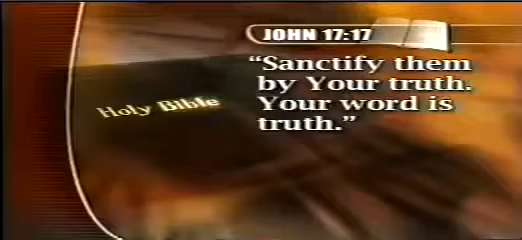 JOHN 17:17
"Sanctify them
by Your truth.
Your word is
truth."
Holy Bible